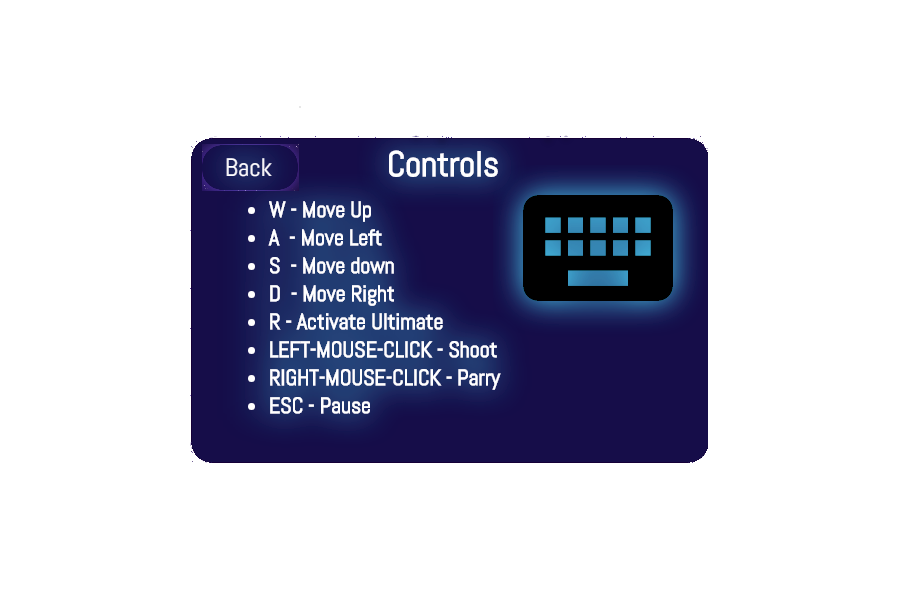 Back
Controls
• W - Move Up
• A - Move Left
• S - Move down
• D - Move Right
• R - Activate Ultimate
• LEFT-MOUSE-CLICK - Shoot
• RIGHT-MOUSE-CLICK - Parry
• ESC - Pause